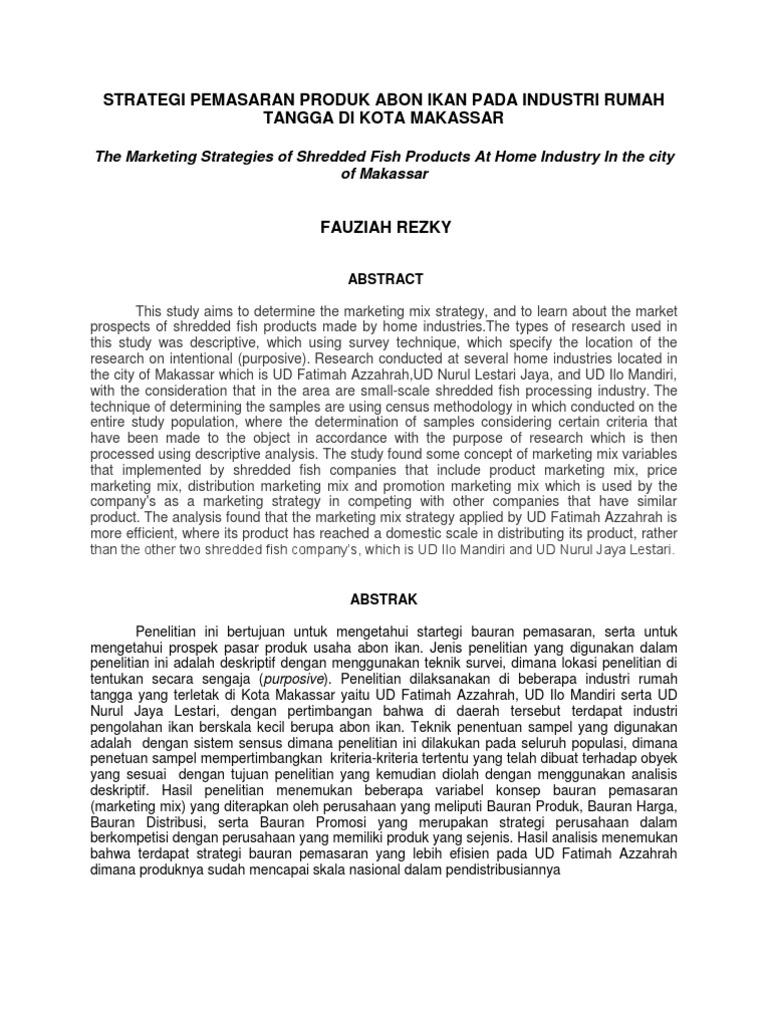 STRATEGI PEMASARAN PRODUK ABON IKAN PADA INDUSTRI RUMAH
TANGGA DI KOTA MAKASSAR
The Marketing Strategies of Shredded Fish Products At Home Industry In the city
of Makassar
FAUZIAH REZKY
ABSTRACT
This study aims to determine the marketing mix strategy, and to learn about the market
prospects of shredded fish products made by home industries.The types of research used in
this study was descriptive, which using survey technique, which specify the location of the
research on intentional (purposive). Research conducted at several home industries located in
the city of Makassar which is UD Fatimah Azzahrah,UD Nurul Lestari Jaya, and UD Ilo Mandiri,
with the consideration that in the area are small-scale shredded fish processing industry. The
technique of determining the samples are using census methodology in which conducted on the
entire study population, where the determination of samples considering certain criteria that
have been made to the object in accordance with the purpose of research which is then
processed using descriptive analysis. The study found some concept of marketing mix variables
that implemented by shredded fish companies that include product marketing mix, price
marketing mix, distribution marketing mix and promotion marketing mix which is used by the
company's as a marketing strategy in competing with other companies that have similar
product. The analysis found that the marketing mix strategy applied by UD Fatimah Azzahrah is
more efficient, where its product has reached a domestic scale in distributing its product, rather
than the other two shredded fish company's, which is UD Ilo Mandiri and UD Nurul Jaya Lestari.
ABSTRAK
Penelitian ini bertujuan untuk mengetahui startegi bauran pemasaran, serta untuk
mengetahui prospek pasar produk usaha abon ikan. Jenis penelitian yang digunakan dalam
penelitian ini adalah deskriptif dengan menggunakan teknik survei, dimana lokasi penelitian di
tentukan secara sengaja (purposive). Penelitian dilaksanakan di beberapa industri rumah
tangga yang terletak di Kota Makassar yaitu UD Fatimah Azzahrah, UD Ilo Mandiri serta UD
Nurul Jaya Lestari, dengan pertimbangan bahwa di daerah tersebut terdapat industri
pengolahan ikan berskala kecil berupa abon ikan. Teknik penentuan sampel yang digunakan
adalah dengan sistem sensus dimana penelitian ini dilakukan pada seluruh populasi, dimana
penetuan sampel mempertimbangkan kriteria-kriteria tertentu yang telah dibuat terhadap obyek
yang sesuai dengan tujuan penelitian yang kemudian diolah dengan menggunakan analisis
deskriptif. Hasil penelitian menemukan beberapa variabel konsep bauran pemasaran
(marketing mix) yang diterapkan oleh perusahaan yang meliputi Bauran Produk, Bauran Harga,
Bauran Distribusi, serta Bauran Promosi yang merupakan strategi perusahaan dalam
berkompetisi dengan perusahaan yang memiliki produk yang sejenis. Hasil analisis menemukan
bahwa terdapat strategi bauran pemasaran yang lebih efisien pada UD Fatimah Azzahrah
dimana produknya sudah mencapai skala nasional dalam pendistribusiannya